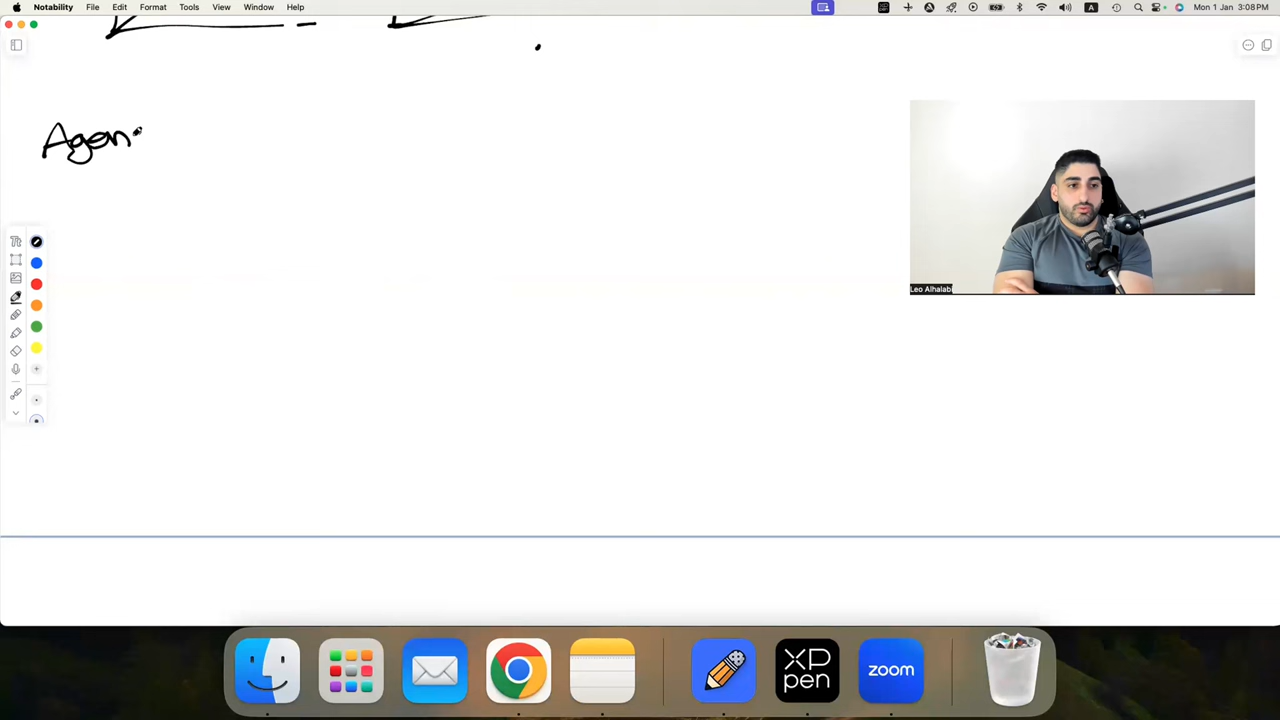 Notability File Edit Format Tools View Window Help
A
Mon 1 Jan 3:08PM
Agen
Tt
Leo Alhalabi
XP
pen
zoom